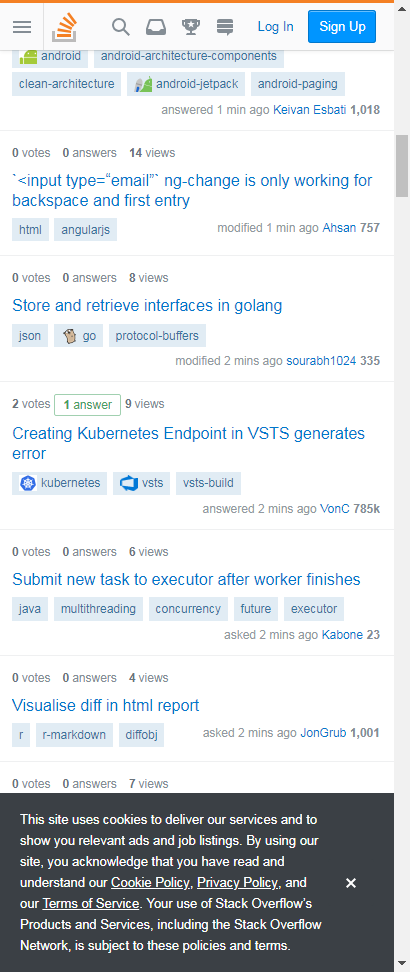 Log In Sign Up
android android-architecture-components
clean-architecture android-jetpack android-paging
answered 1 min ago Keivan Esbati 1,018
0 votes 0 answers 14 views
`<input type=“email”` ng-change is only working for
backspace and first entry
html angularjs
modified 1 min ago Ahsan 757
0 votes 0 answers 8 views
Store and retrieve interfaces in golang
json go protocol-buffers
modified 2 mins ago sourabh1024 335
2 votes 1 answer 9 views
Creating Kubernetes Endpoint in VSTS generates
error
kubernetes vsts vsts-build
answered 2 mins ago VonC 785k
0 votes 0 answers 6 views
Submit new task to executor after worker finishes
java multithreading concurrency future executor
asked 2 mins ago Kabone 23
0 votes 0 answers 4 views
Visualise diff in html report
r r-markdown diffobj
asked 2 mins ago JonGrub 1,001
0 votes 0 answers 7 views
This site uses cookies to deliver our services and to
show you relevant ads and job listings. By using our
site, you acknowledge that you have read and
understand our Cookie Policy, Privacy Policy, and
our Terms of Service. Your use of Stack Overflow’s
Products and Services, including the Stack Overflow
Network, is subject to these policies and terms.